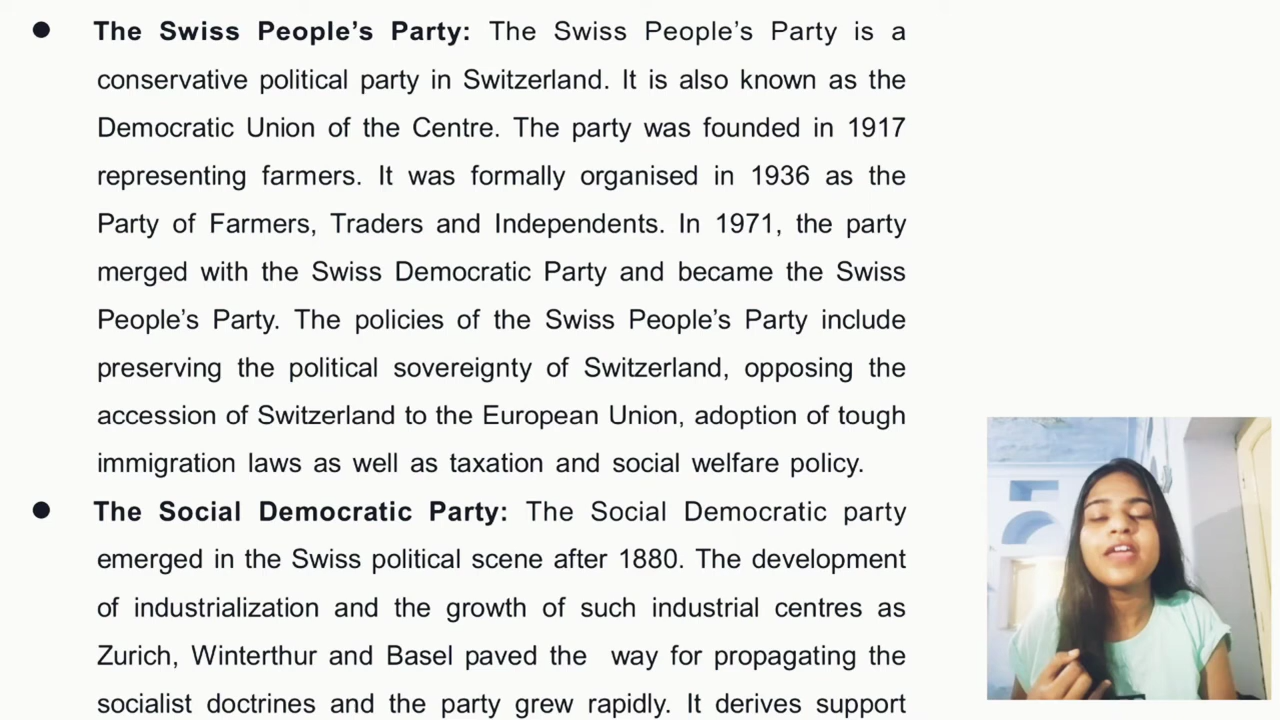 ● The Swiss People’s Party: The Swiss People’s Party is a
conservative political party in Switzerland. It is also known as the
Democratic Union of the Centre. The party was founded in 1917
representing farmers. It was formally organised in 1936 as the
Party of Farmers, Traders and Independents. In 1971, the party
merged with the Swiss Democratic Party and became the Swiss
People’s Party. The policies of the Swiss People’s Party include
preserving the political sovereignty of Switzerland, opposing the
accession of Switzerland to the European Union, adoption of tough
immigration laws as well as taxation and social welfare policy.
● The Social Democratic Party: The Social Democratic party
emerged in the Swiss political scene after 1880. The development
of industrialization and the growth of such industrial centres as
Zurich, Winterthur and Basel paved the way for propagating the
socialist doctrines and the party grew rapidly. It derives support